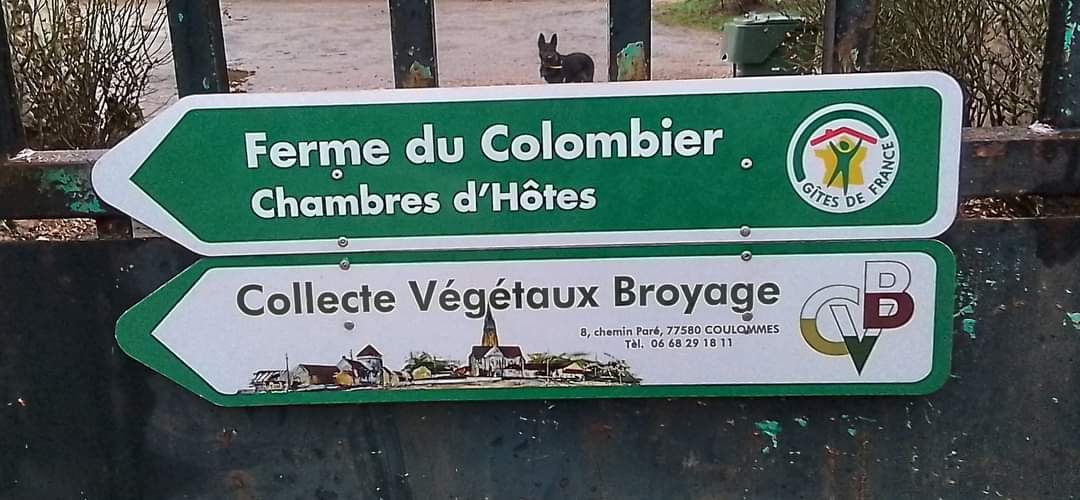 Ferme du Colombier
Chambres d'Hôtes
GÎTES DE FRANCE
Collecte Végétaux Broyage
8, chemin Paré, 77580 COULOMMES
Tèl. 06 68 29 18 11
CVB